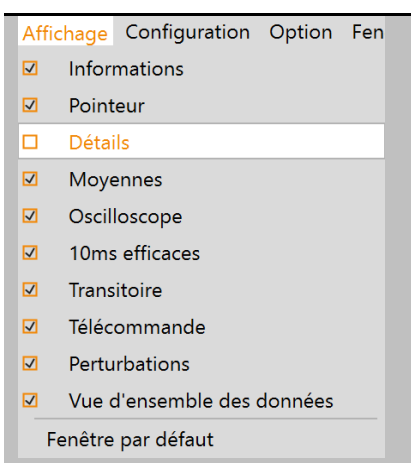 Affichage Configuration Option Fen
Informations
Pointeur
Détails
Moyennes
Oscilloscope
10ms efficaces
Transitoire
Télécommande
Perturbations
Vue d'ensemble des données
Fenêtre par défaut